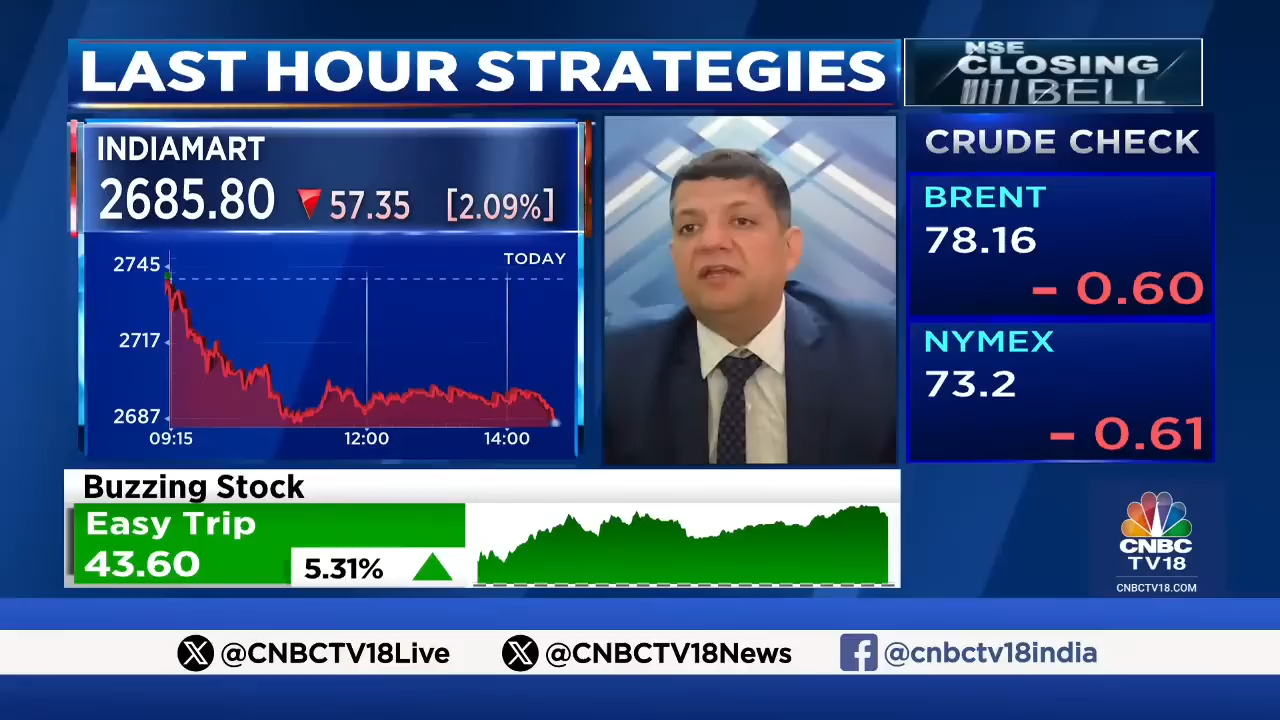 LAST HOUR STRATEGIES
NSE
CLOSING
BELL
INDIAMART
2685.80 ▼ 57.35 [2.09%]
TODAY
2745
2717
2687
09:15 12:00 14:00
CRUDE CHECK
BRENT
78.16
- 0.60
NYMEX
73.2
- 0.61
Buzzing Stock
Easy Trip
43.60
5.31% ▲
CNBC
TV18
CNBCTV18.COM
@CNBCTV18Live @CNBCTV18News @cnbctv18india